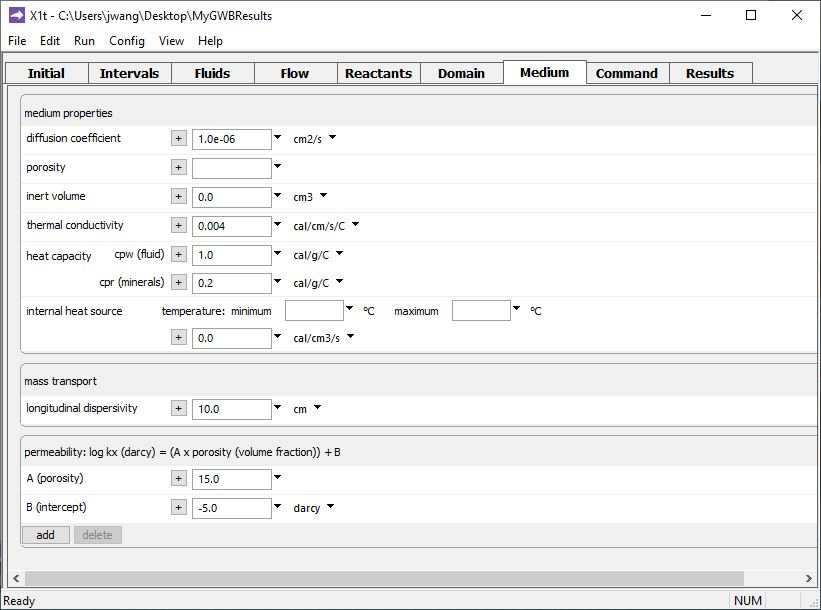 X1t - C:\Users\jwang\Desktop\MyGWBResults
File Edit Run Config View Help
Initial Intervals Fluids Flow Reactants Domain Medium Command Results
medium properties
diffusion coefficient + 1.0e-06 cm2/s
porosity +
inert volume + 0.0 cm3
thermal conductivity + 0.004 cal/cm/s/C
heat capacity cpw (fluid) + 1.0 cal/g/C
cpr (minerals) + 0.2 cal/g/C
internal heat source temperature: minimum ºC maximum ºC
+ 0.0 cal/cm3/s
mass transport
longitudinal dispersivity + 10.0 cm
permeability: log kx (darcy) = (A x porosity (volume fraction)) + B
A (porosity) + 15.0
B (intercept) + -5.0 darcy
add delete
Ready NUM